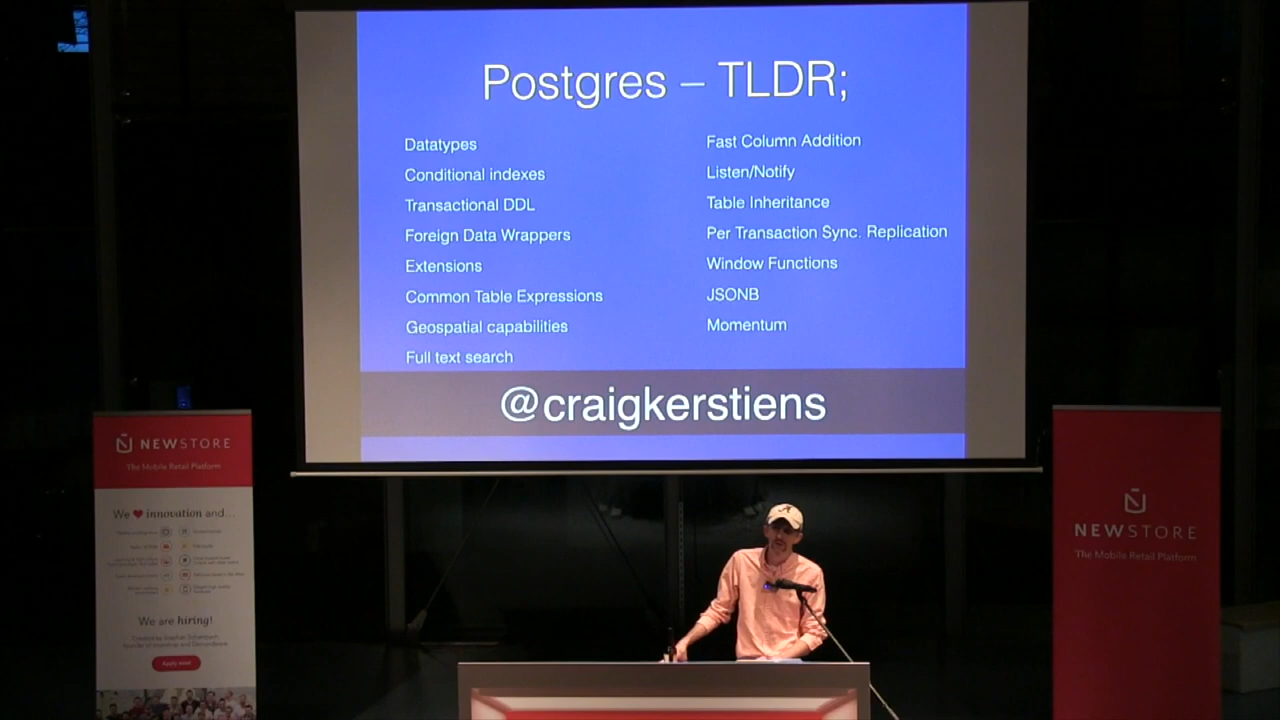 Postgres – TLDR;
Datatypes
Conditional indexes
Transactional DDL
Foreign Data Wrappers
Extensions
Common Table Expressions
Geospatial capabilities
Full text search
Fast Column Addition
Listen/Notify
Table Inheritance
Per Transaction Sync. Replication
Window Functions
JSONB
Momentum
@craigkerstiens
NEWSTORE
The Mobile Retail Platform
We ❤ innovation and...
We are hiring!
Apply now!
A
NEWSTORE
The Mobile Retail Platform